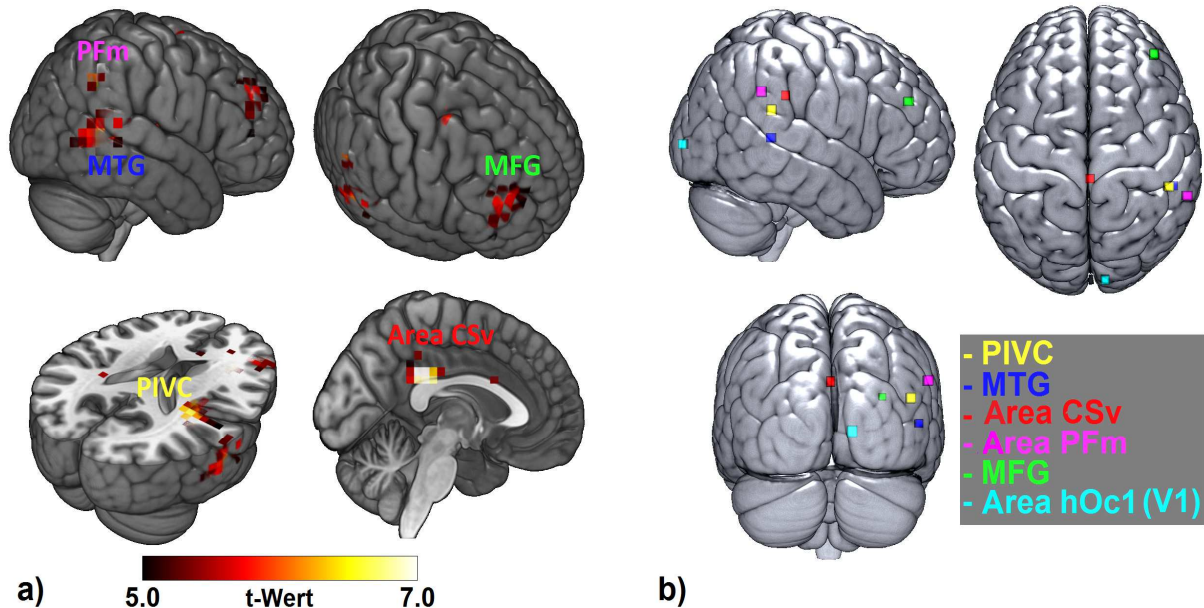 PFm
MTG
MFG
PIVC
Area CSv
5.0 t-Wert 7.0
a)
- PIVC
- MTG
- Area CSv
- Area PFm
- MFG
- Area hOc1 (V1)
b)